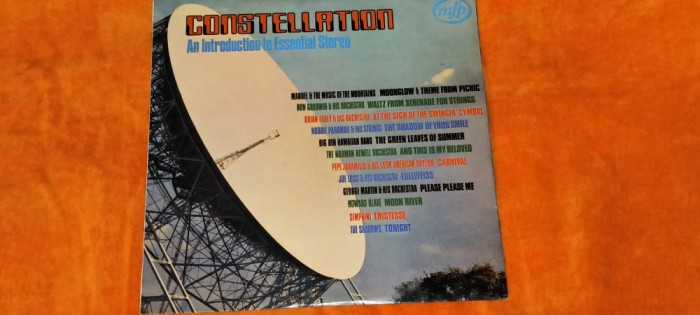 CONSTELLATION
An Introduction to Essential Stereo
mfp
MANUEL & THE MUSIC OF THE MOUNTAINS MOONGLOW & THEME FROM PICNIC
RON GOODWIN & HIS ORCHESTRA WALTZ FROM SERENADE FOR STRINGS
BRIAN FAHEY & HIS ORCHESTRA AT THE SIGN OF THE SWINGIN' CYMBAL
NORRIE PARAMOR & HIS STRINGS THE SHADOW OF YOUR SMILE
BIG BEN HAWAIIAN BAND THE GREEN LEAVES OF SUMMER
THE NORMAN NEWELL ORCHESTRA AND THIS IS MY BELOVED
PEPE JARAMILLO & HIS LATIN AMERICAN RHYTHM CARNIVAL
JOE LOSS & HIS ORCHESTRA EDELWEISS
GEORGE MARTIN & HIS ORCHESTRA PLEASE PLEASE ME
NEWMAN BLAKE MOON RIVER
SEMPRINI TRISTESSE
THE SHADOWS TONIGHT